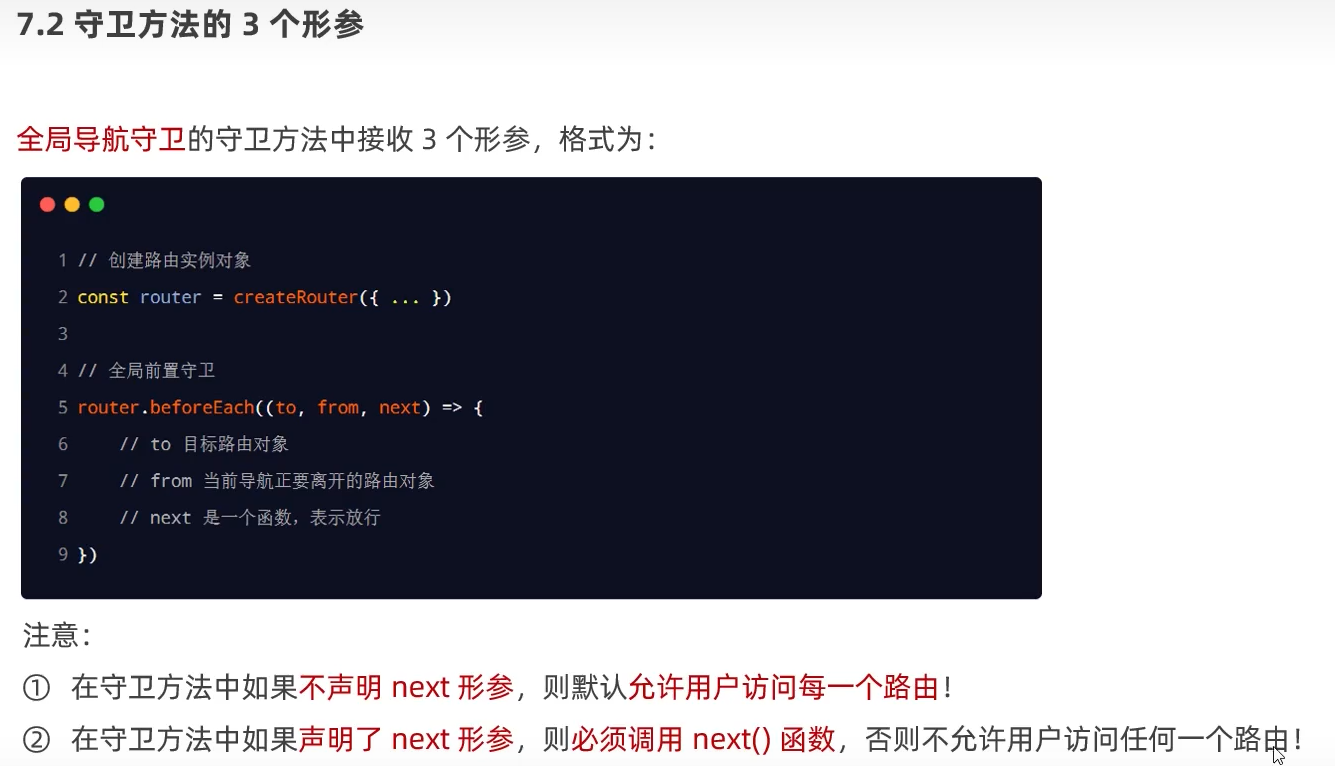 7.2 守卫方法的 3 个形参
全局导航守卫的守卫方法中接收 3 个形参，格式为：
1 // 创建路由实例对象
2 const router = createRouter({ ... })
3
4 // 全局前置守卫
5 router.beforeEach((to, from, next) => {
6 // to 目标路由对象
7 // from 当前导航正要离开的路由对象
8 // next 是一个函数，表示放行
9 })
注意：
① 在守卫方法中如果不声明 next 形参，则默认允许用户访问每一个路由！
② 在守卫方法中如果声明了 next 形参，则必须调用 next() 函数，否则不允许用户访问任何一个路由！